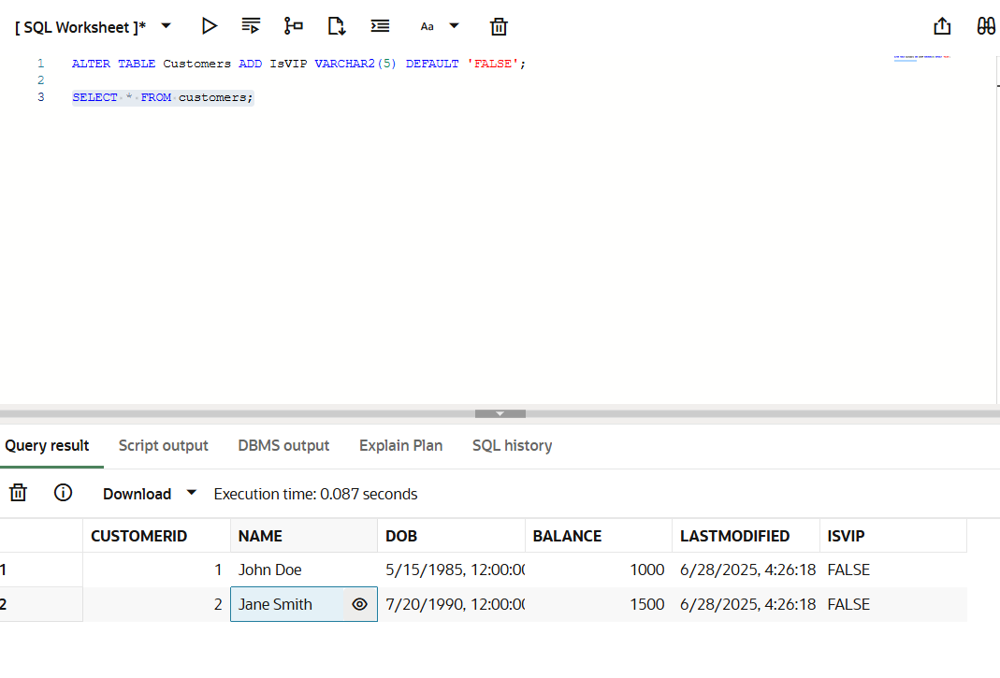 [ SQL Worksheet ]* Aa
1 ALTER TABLE Customers ADD IsVIP VARCHAR2(5) DEFAULT 'FALSE';
2
3 SELECT * FROM customers;
Query result Script output DBMS output Explain Plan SQL history
Download Execution time: 0.087 seconds
CUSTOMERID NAME DOB BALANCE LASTMODIFIED ISVIP
1 1 John Doe 5/15/1985, 12:00:00 1000 6/28/2025, 4:26:18 FALSE
2 2 Jane Smith 7/20/1990, 12:00:00 1500 6/28/2025, 4:26:18 FALSE